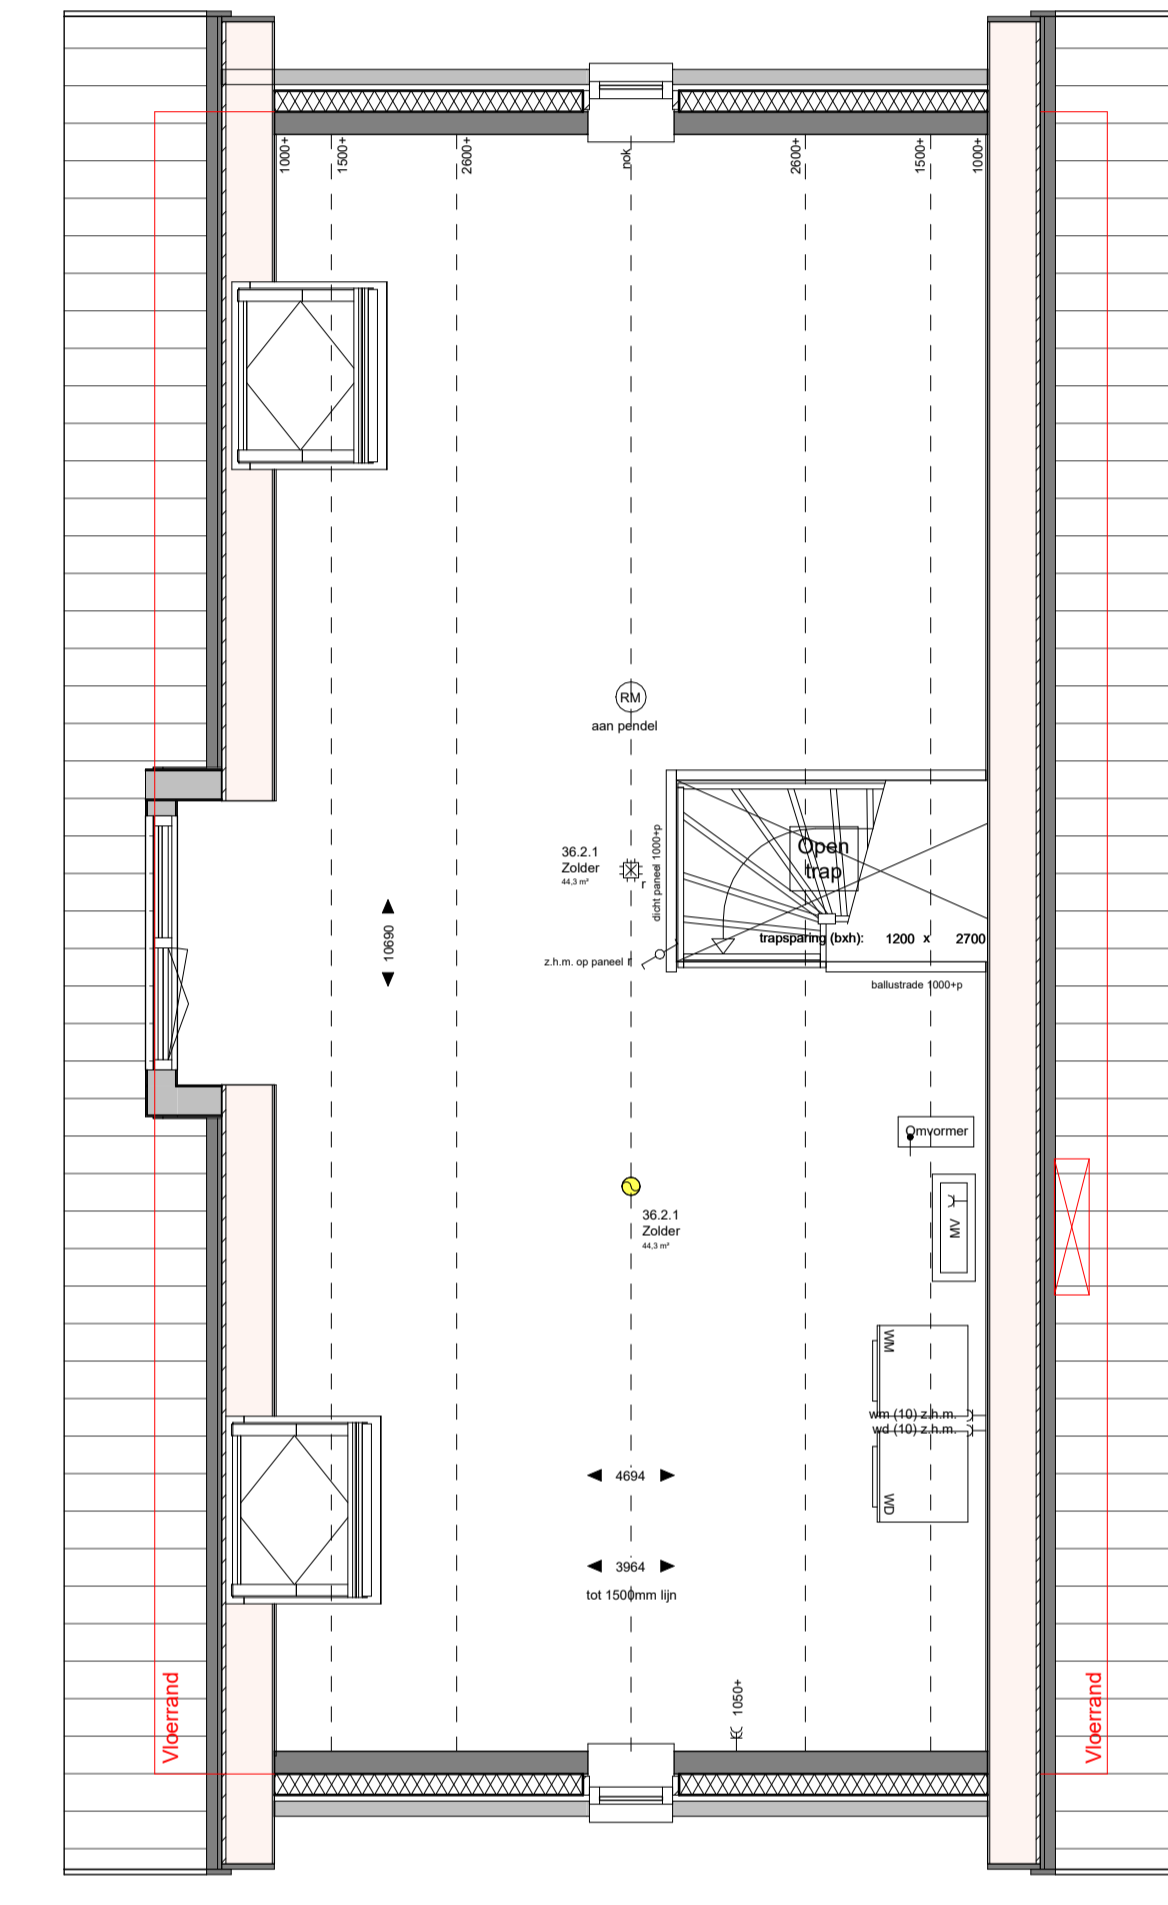 1000+
1500+
2600+
nok
2600+
1500+
1000+
RM
aan pendel
36.2.1
Zolder
44,3 m²
r
dicht paneel 1000+p
Open
trap
trapsparing (bxh): 1200 x 2700
z.h.m. op paneel r
ballustrade 1000+p
10690
Omvormer
36.2.1
Zolder
44,3 m²
MV
WM
wm (10) z.h.m.
wd (10) z.h.m.
WD
4694
3964
tot 1500mm lijn
1050+
Vloerrand
Vloerrand